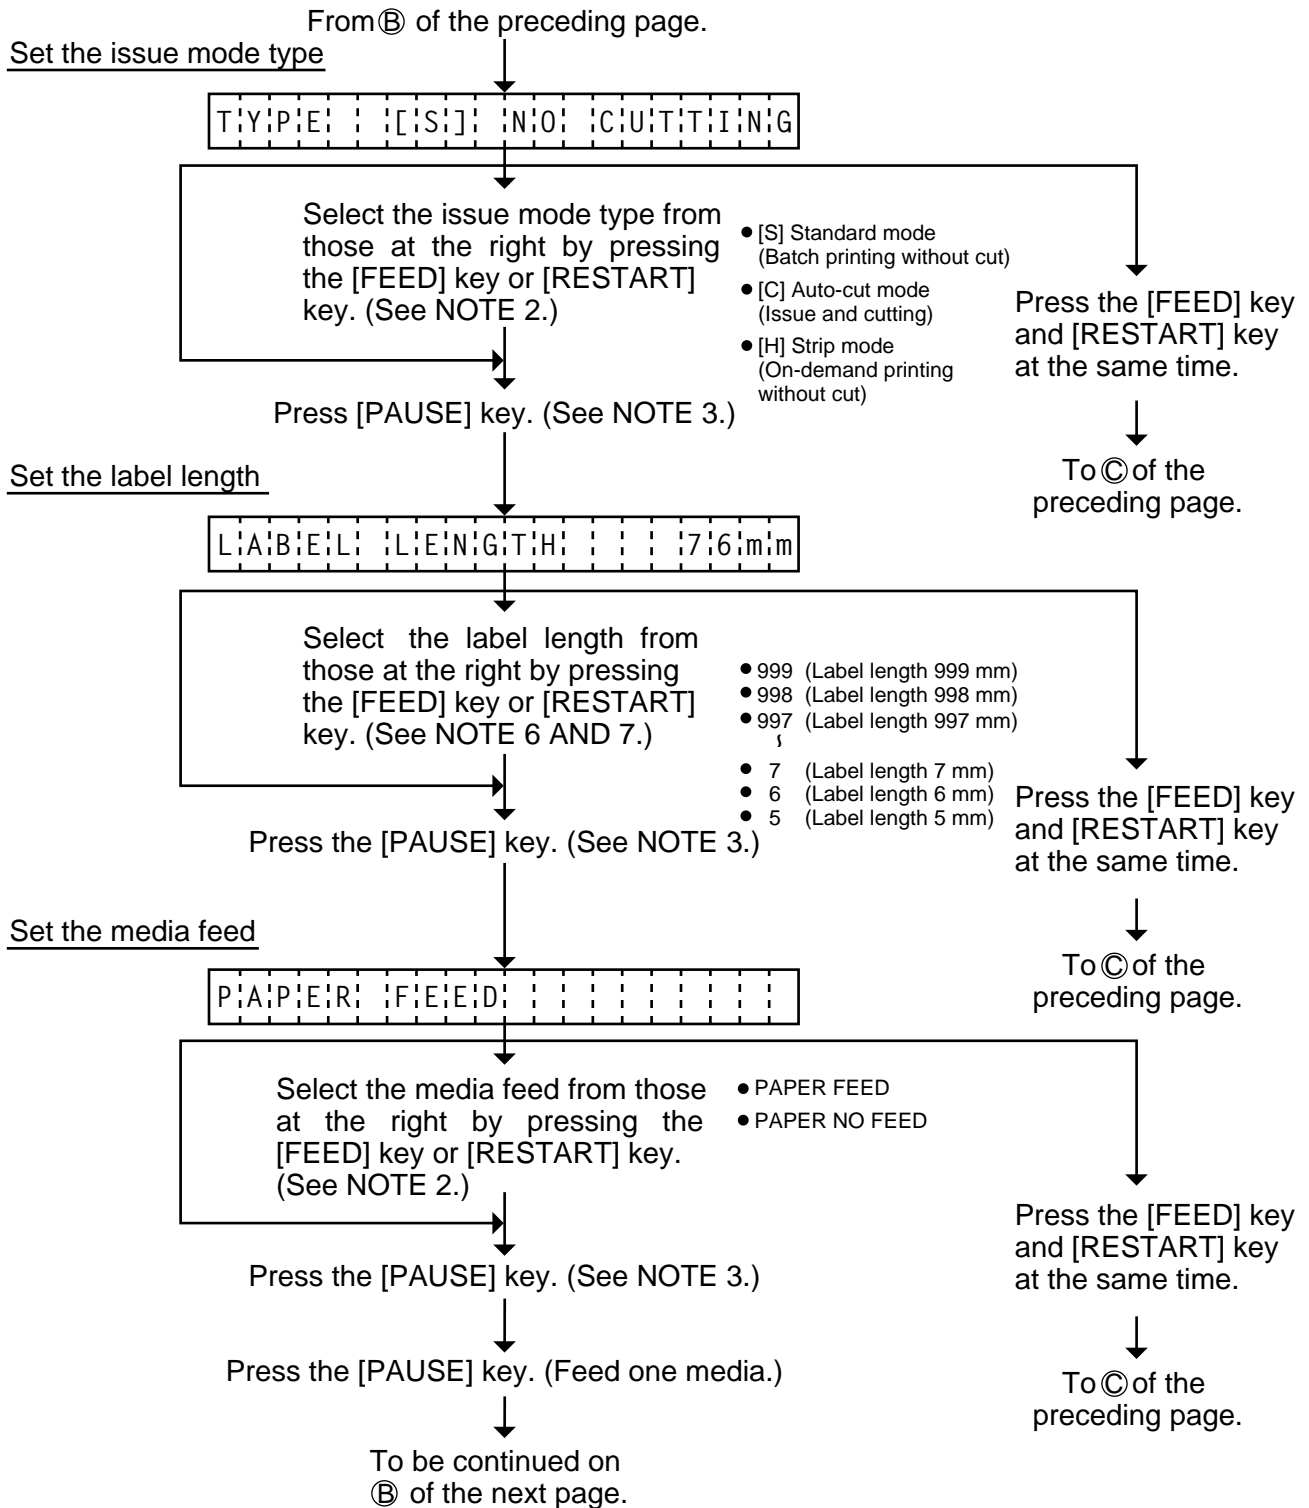 From Ⓑ of the preceding page.
Set the issue mode type
TYPE  [S] NO CUTTING
Select the issue mode type from
those at the right by pressing
the [FEED] key or [RESTART]
key. (See NOTE 2.)
● [S] Standard mode
(Batch printing without cut)
● [C] Auto-cut mode
(Issue and cutting)
● [H] Strip mode
(On-demand printing
without cut)
Press the [FEED] key
and [RESTART] key
at the same time.
Press [PAUSE] key. (See NOTE 3.)
To Ⓒ of the
preceding page.
Set the label length
LABEL LENGTH    76mm
Select the label length from
those at the right by pressing
the [FEED] key or [RESTART]
key. (See NOTE 6 AND 7.)
● 999 (Label length 999 mm)
● 998 (Label length 998 mm)
● 997 (Label length 997 mm)
~
● 7 (Label length 7 mm)
● 6 (Label length 6 mm)
● 5 (Label length 5 mm)
Press the [FEED] key
and [RESTART] key
at the same time.
Press the [PAUSE] key. (See NOTE 3.)
To Ⓒ of the
preceding page.
Set the media feed
PAPER FEED
Select the media feed from those
at the right by pressing the
[FEED] key or [RESTART] key.
(See NOTE 2.)
● PAPER FEED
● PAPER NO FEED
Press the [FEED] key
and [RESTART] key
at the same time.
Press the [PAUSE] key. (See NOTE 3.)
Press the [PAUSE] key. (Feed one media.)
To Ⓒ of the
preceding page.
To be continued on
Ⓑ of the next page.